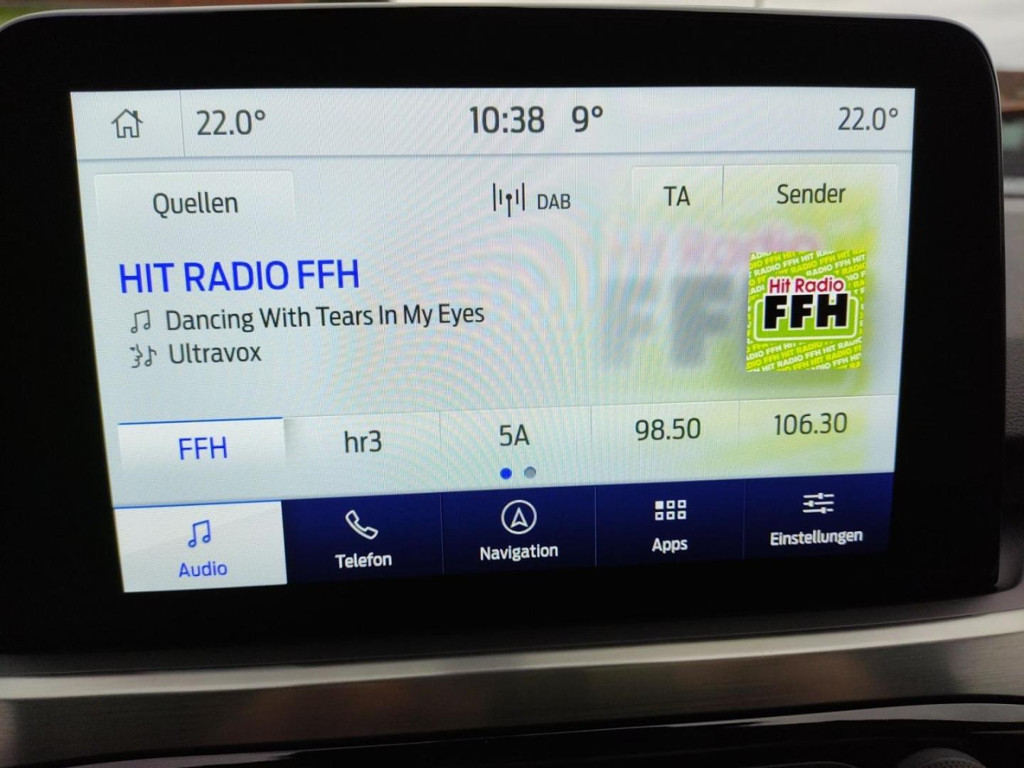 22.0° 10:38 9° 22.0°
Quellen DAB TA Sender
HIT RADIO FFH
Dancing With Tears In My Eyes
Ultravox
Hit Radio
FFH
FFH hr3 5A 98.50 106.30
Audio Telefon Navigation Apps Einstellungen